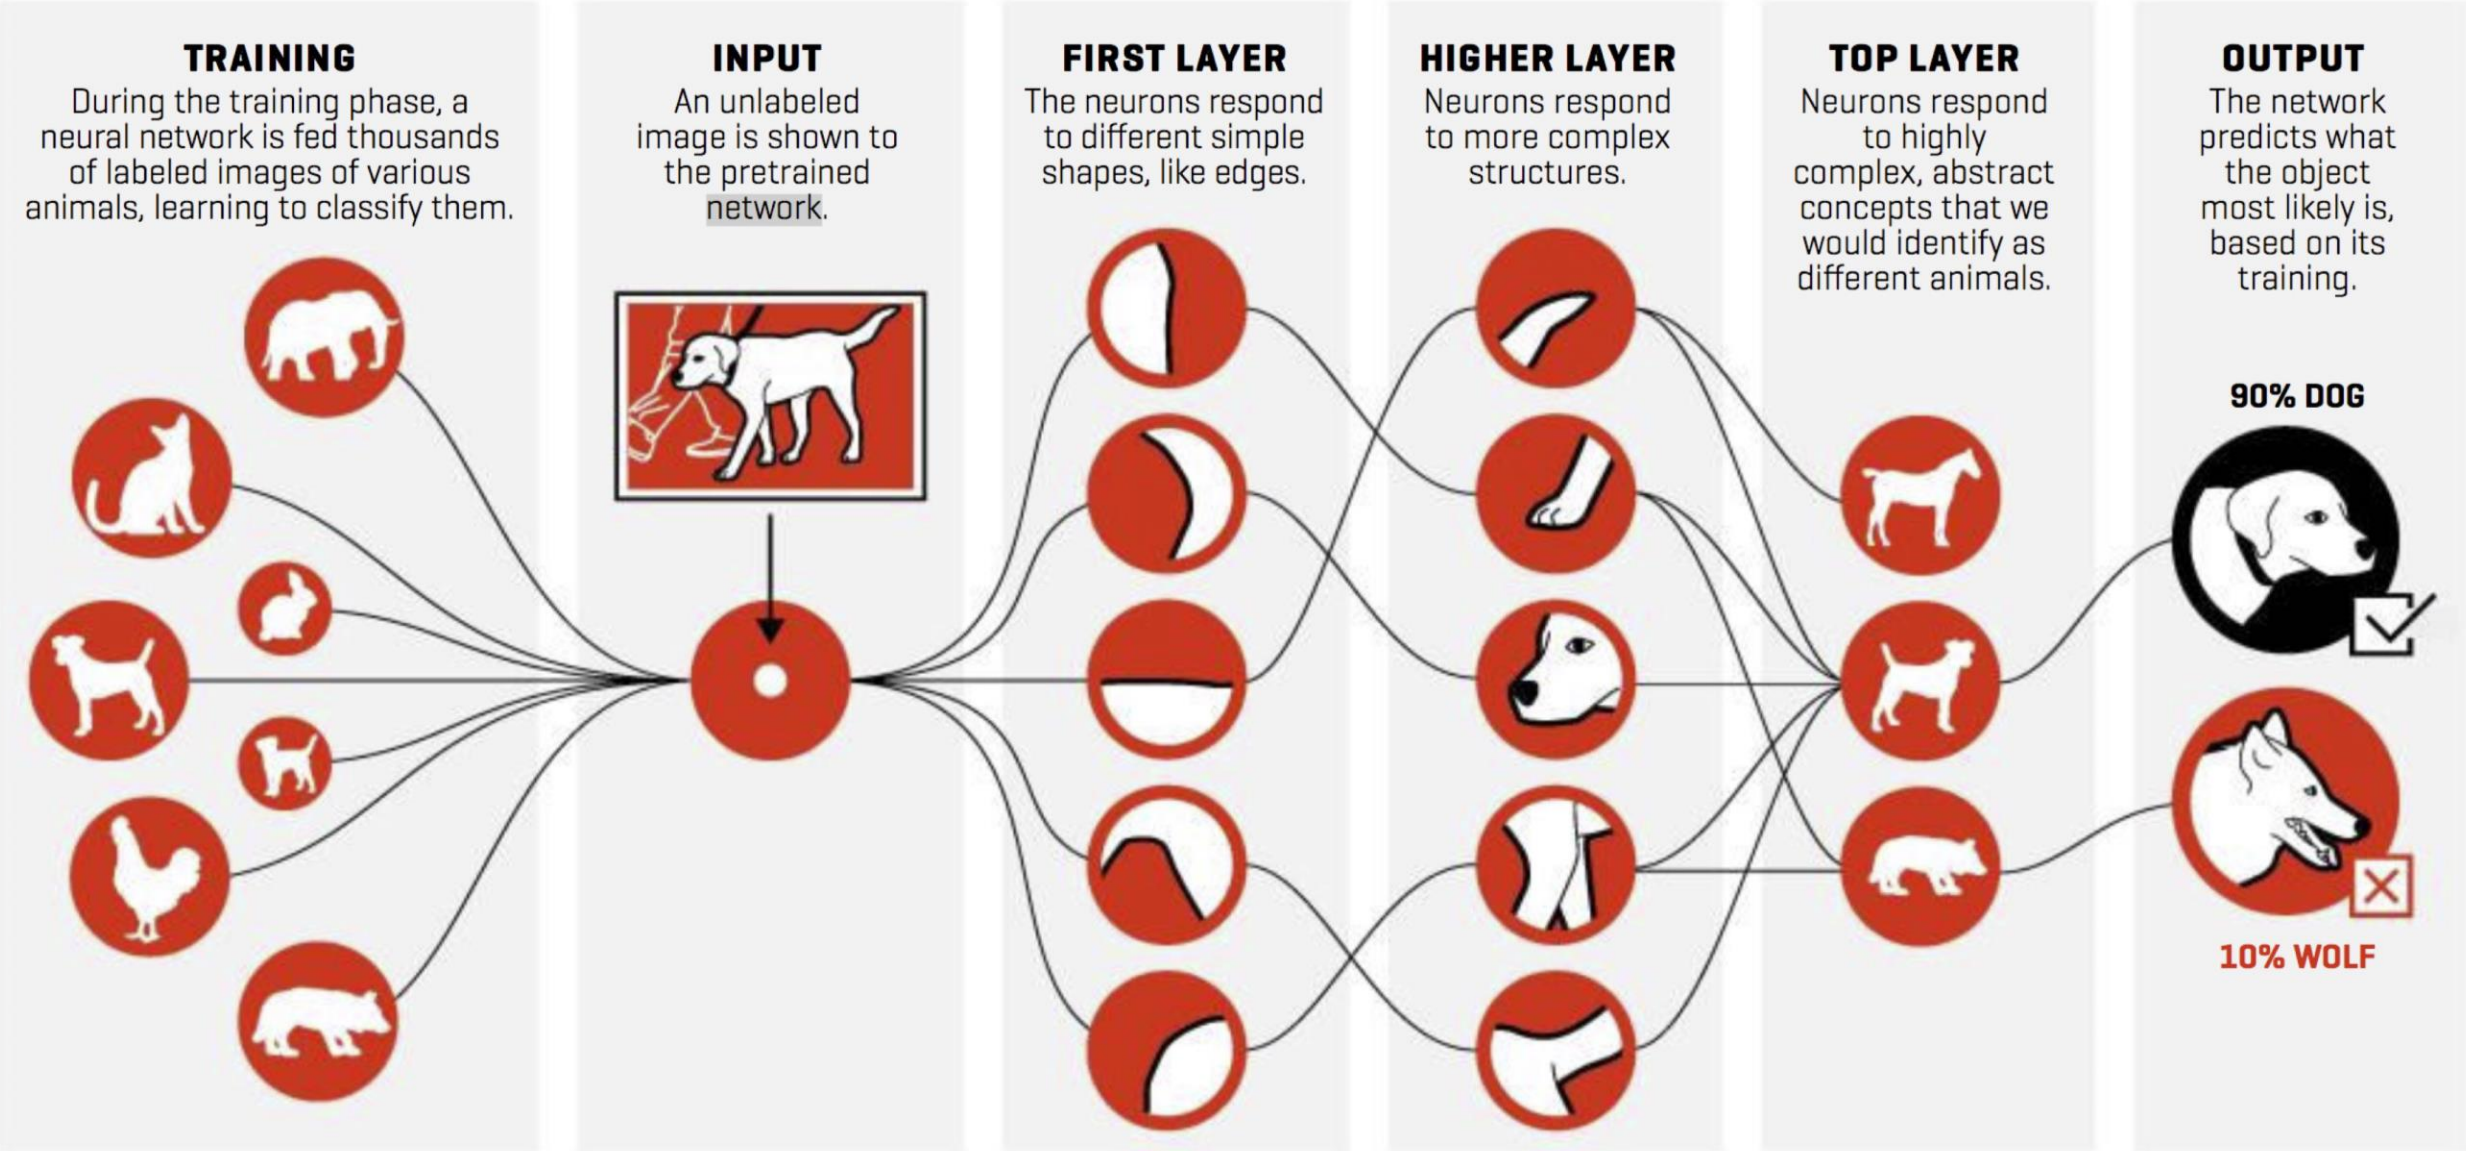 TRAINING
During the training phase, a
neural network is fed thousands
of labeled images of various
animals, learning to classify them.
INPUT
An unlabeled
image is shown to
the pretrained
network.
FIRST LAYER
The neurons respond
to different simple
shapes, like edges.
HIGHER LAYER
Neurons respond
to more complex
structures.
TOP LAYER
Neurons respond
to highly
complex, abstract
concepts that we
would identify as
different animals.
OUTPUT
The network
predicts what
the object
most likely is,
based on its
training.
90% DOG
10% WOLF